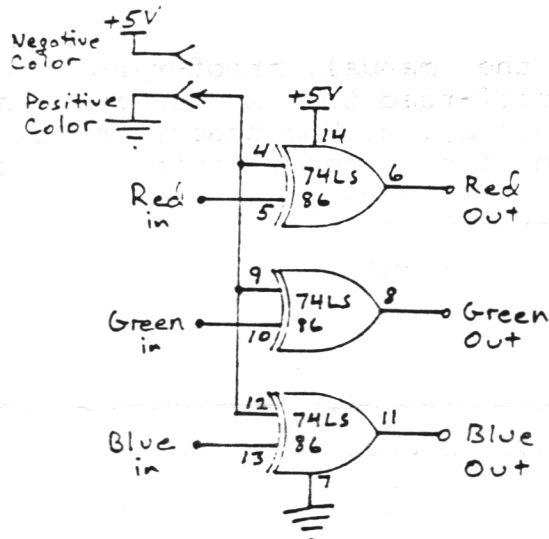 +5V
Negative
Color
Positive
Color
+5V
14
4
74LS
86
6
Red
in
5
Red
Out
9
74LS
86
8
Green
in
10
Green
Out
12
74LS
86
11
Blue
in
13
Blue
Out
7